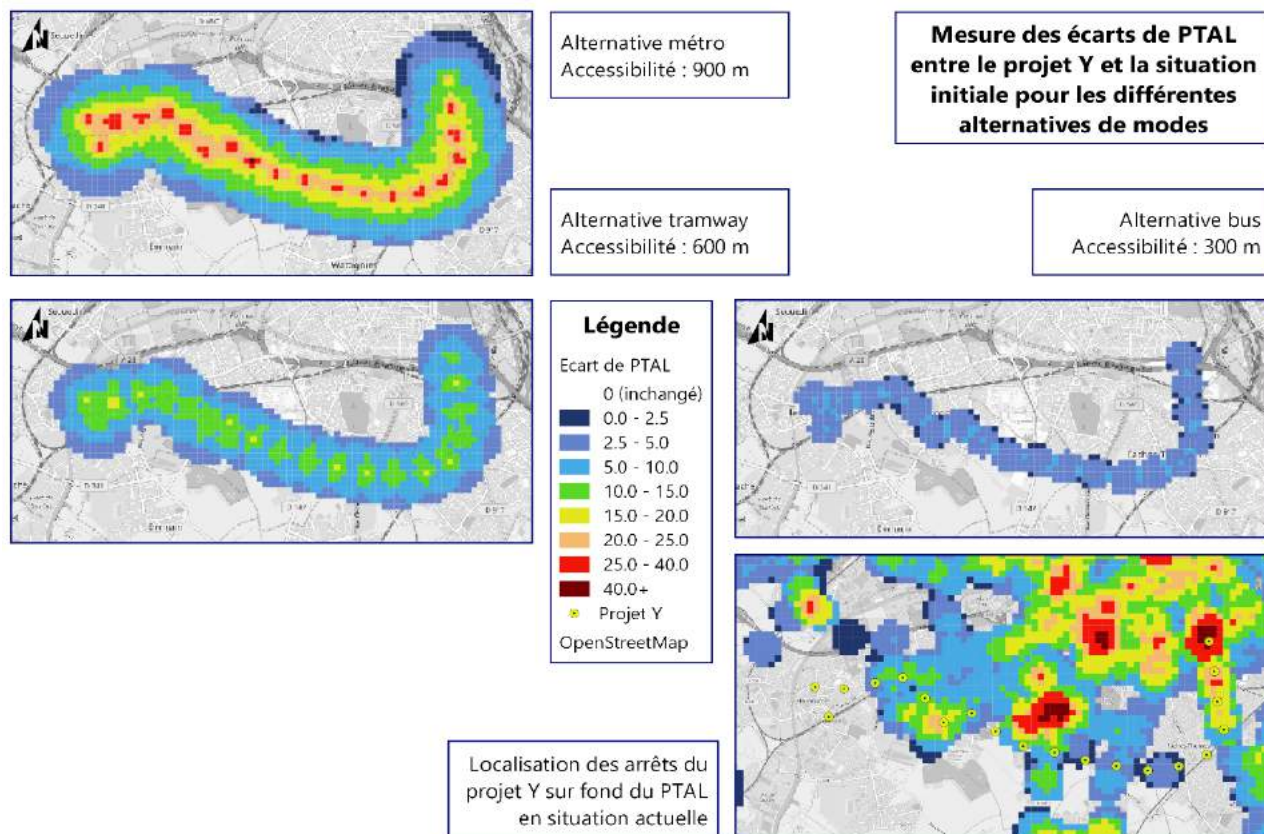 Alternative métro
Accessibilité : 900 m
Mesure des écarts de PTAL
entre le projet Y et la situation
initiale pour les différentes
alternatives de modes
Alternative tramway
Accessibilité : 600 m
Alternative bus
Accessibilité : 300 m
Wattignies
D 917
N
Légende
Ecart de PTAL
0 (inchangé)
0.0 - 2.5
2.5 - 5.0
5.0 - 10.0
10.0 - 15.0
15.0 - 20.0
20.0 - 25.0
25.0 - 40.0
40.0+
Projet Y
OpenStreetMap
N
D 917
N
D 917
Localisation des arrêts du
projet Y sur fond du PTAL
en situation actuelle